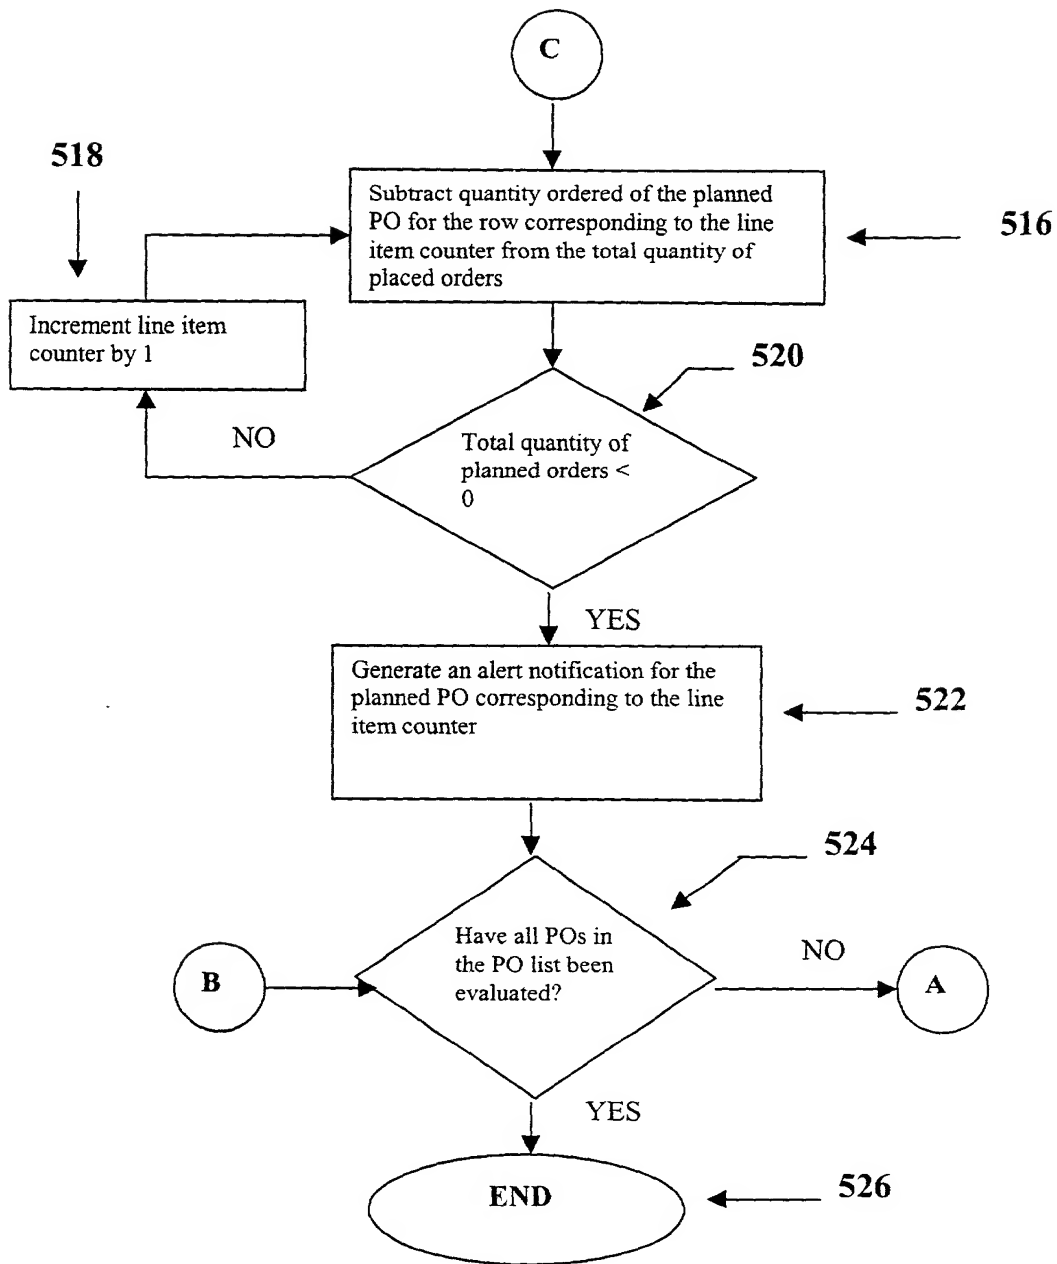 C
518
Subtract quantity ordered of the planned
PO for the row corresponding to the line
item counter from the total quantity of
placed orders
516
Increment line item
counter by 1
520
NO
Total quantity of
planned orders <
0
YES
Generate an alert notification for the
planned PO corresponding to the line
item counter
522
524
Have all POs in
the PO list been
evaluated?
NO
B
A
YES
END
526